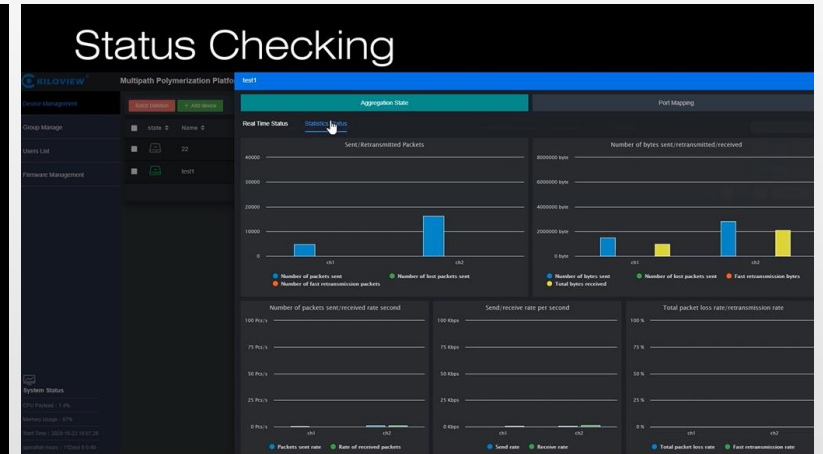 Status Checking
KILOVIEW
Multipath Polymerization Platfo
test1
Device Management
Batch Deletion
+ Add device
Aggregation State
Port Mapping
Group Manage
state
Name
Real Time Status
Statistics Status
Users List
22
Firmware Management
test1
Sent/Retransmitted Packets
40000
30000
20000
10000
0
ch1
ch2
Number of packets sent
Number of lost packets sent
Number of fast retransmission packets
Number of bytes sent/retransmitted/received
8000000 byte
6000000 byte
4000000 byte
2000000 byte
0 byte
ch1
ch2
Number of bytes sent
Number of lost packets sent
Fast retransmission bytes
Total bytes received
Number of packets sent/received rate second
100 Pcs/s
75 Pcs/s
50 Pcs/s
25 Pcs/s
0 Pcs/s
ch1
ch2
Packets sent rate
Rate of received packets
Send/receive rate per second
100 Kbps
75 Kbps
50 Kbps
25 Kbps
0 Kbps
ch1
ch2
Send rate
Receive rate
Total packet loss rate/retransmission rate
100 %
75 %
50 %
25 %
0 %
ch1
ch2
Total packet loss rate
Fast retransmission rate
System Status
CPU Payload : 1.4%
Memory Usage : 67%